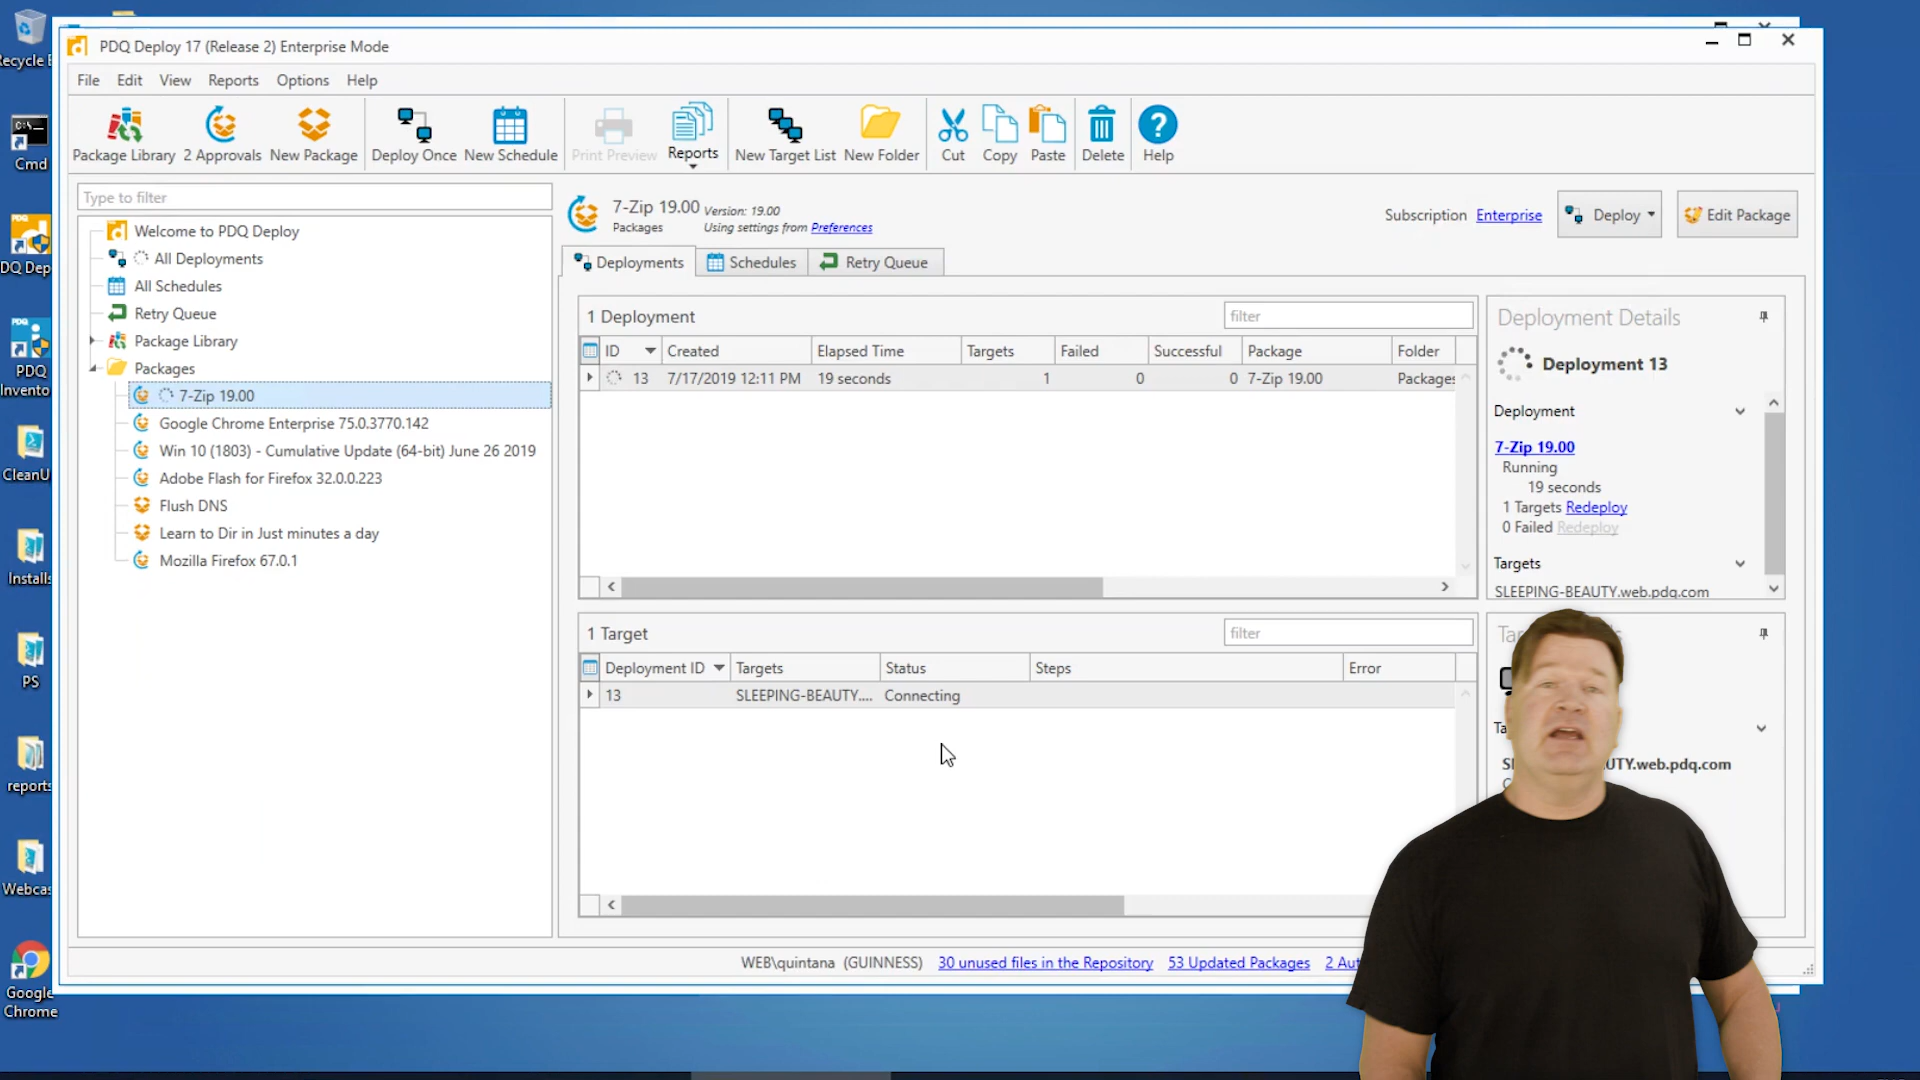 PDQ Deploy 17 (Release 2) Enterprise Mode
File Edit View Reports Options Help
Package Library 2 Approvals New Package Deploy Once New Schedule Print Preview Reports New Target List New Folder Cut Copy Paste Delete Help
Type to filter
Welcome to PDQ Deploy
All Deployments
All Schedules
Retry Queue
Package Library
Packages
7-Zip 19.00
Google Chrome Enterprise 75.0.3770.142
Win 10 (1803) - Cumulative Update (64-bit) June 26 2019
Adobe Flash for Firefox 32.0.0.223
Flush DNS
Learn to Dir in Just minutes a day
Mozilla Firefox 67.0.1
7-Zip 19.00 Version: 19.00
Packages Using settings from Preferences
Subscription Enterprise Deploy Edit Package
Deployments Schedules Retry Queue
1 Deployment filter
ID Created Elapsed Time Targets Failed Successful Package Folder
13 7/17/2019 12:11 PM 19 seconds 1 0 0 7-Zip 19.00 Packages
1 Target filter
Deployment ID Targets Status Steps Error
13 SLEEPING-BEAUTY.... Connecting
Deployment Details
Deployment 13
Deployment
7-Zip 19.00
Running
19 seconds
1 Targets Redeploy
0 Failed Redeploy
Targets
SLEEPING-BEAUTY.web.pdq.com
UTY.web.pdq.com
WEB\quintana (GUINNESS) 30 unused files in the Repository 53 Updated Packages 2 Aut
Recycle B
C:\_
Cmd
PDQ
DQ Dep
PDQ
PDQ
Invento
CleanU
Installs
PS
reports
Webcas
Google
Chrome